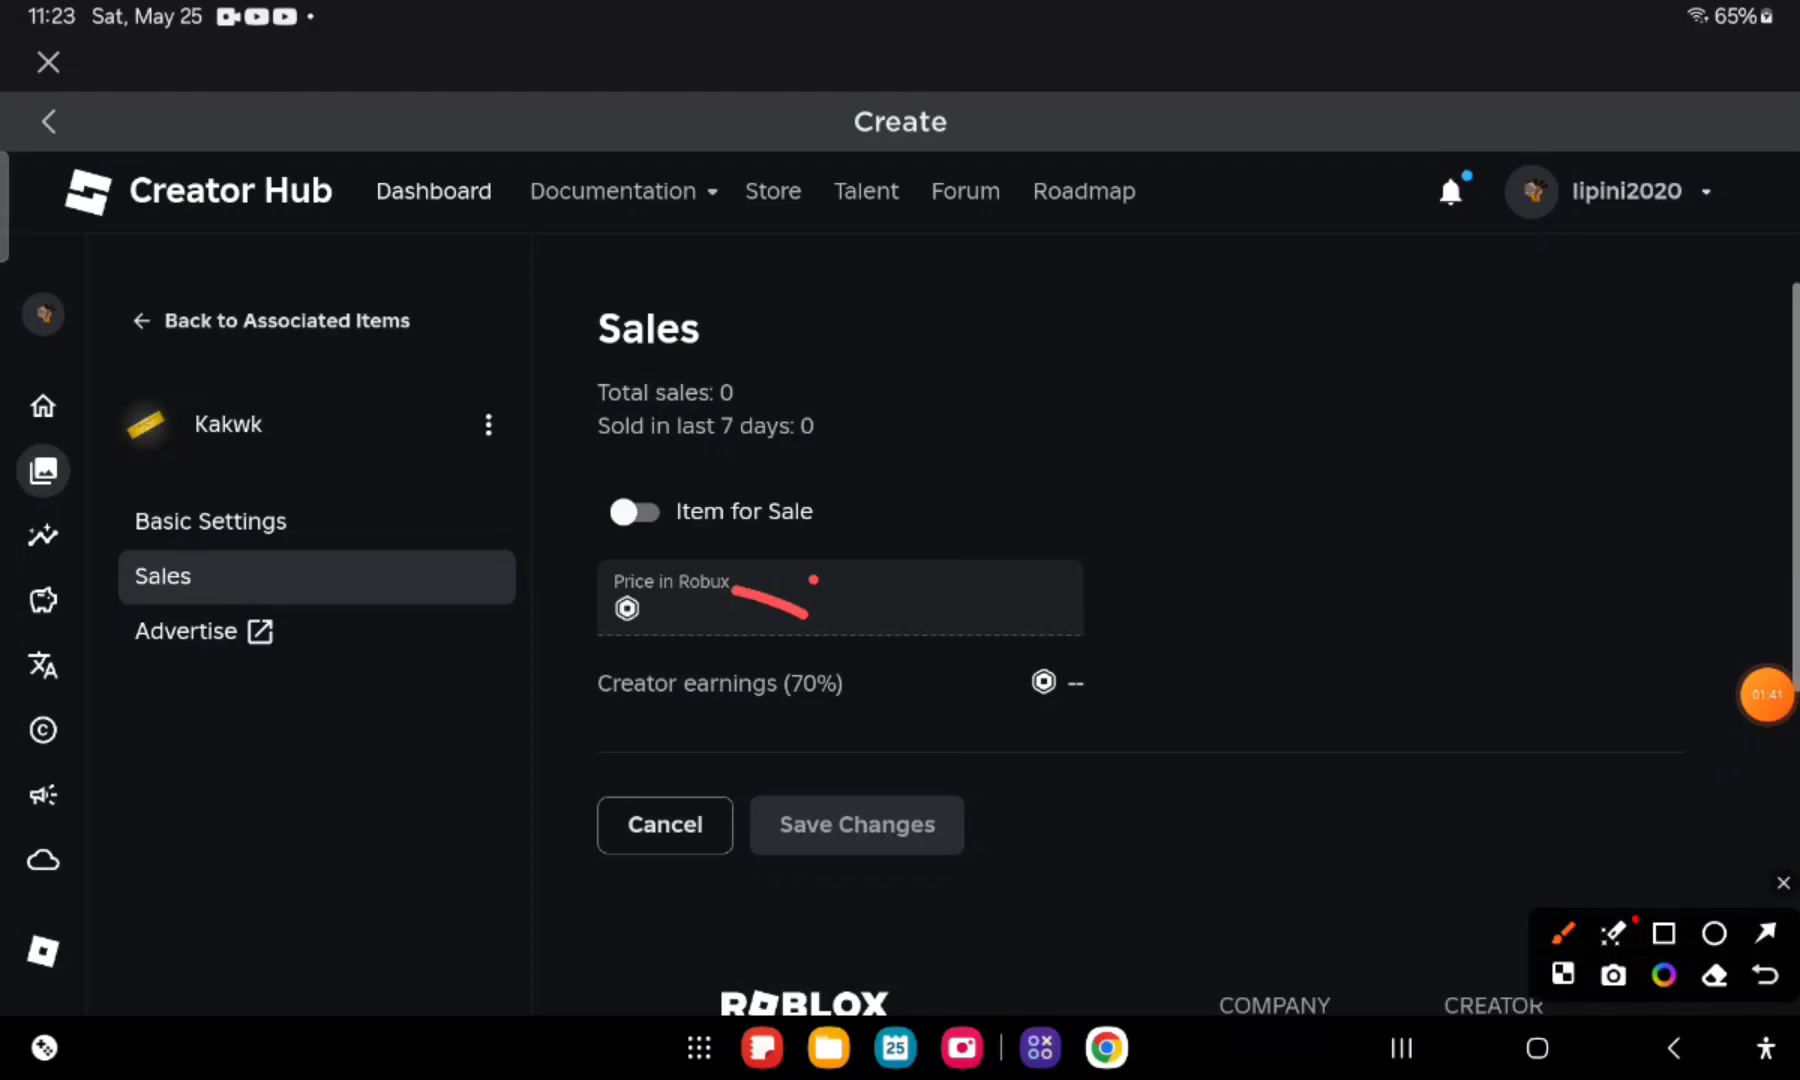 11:23 Sat, May 25
65%
Create
Creator Hub
Dashboard
Documentation
Store
Talent
Forum
Roadmap
lipini2020
Back to Associated Items
Kakwk
Basic Settings
Sales
Advertise
Sales
Total sales: 0
Sold in last 7 days: 0
Item for Sale
Price in Robux
Creator earnings (70%)
--
Cancel
Save Changes
01:41
ROBLOX
COMPANY
CREATOR
25